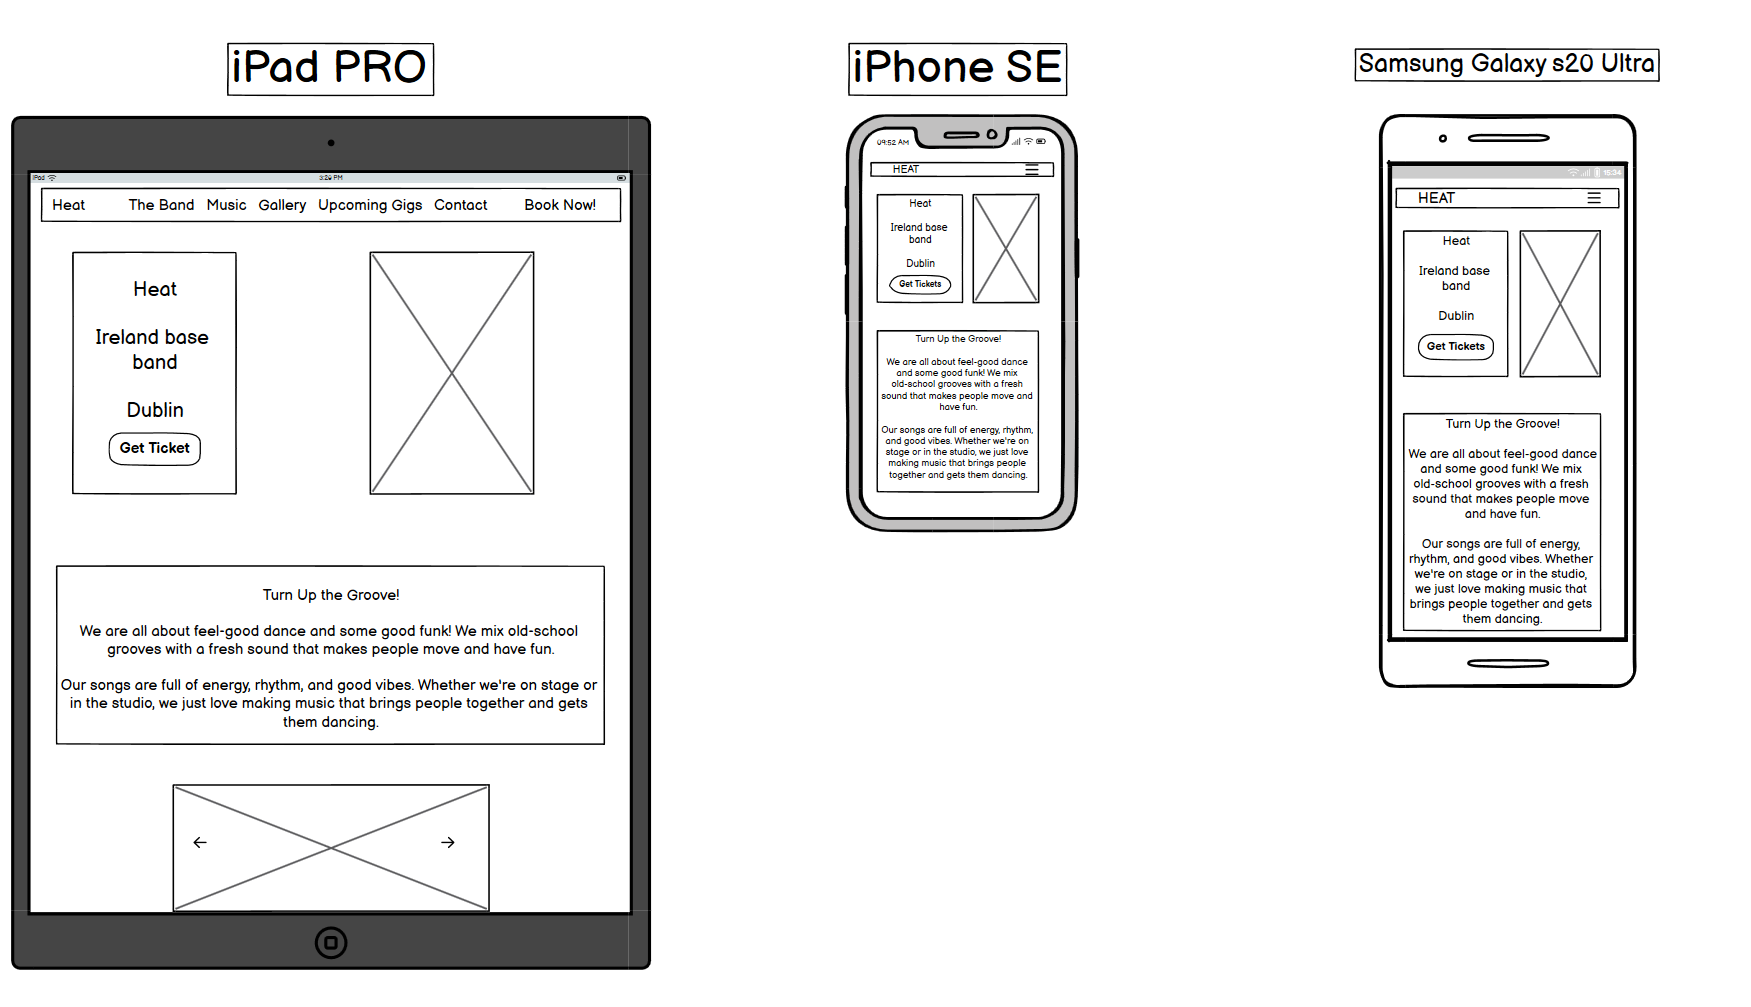 iPad PRO
iPad
3:26 PM
Heat The Band Music Gallery Upcoming Gigs Contact Book Now!
Heat
Ireland base
band
Dublin
Get Ticket
Turn Up the Groove!
We are all about feel-good dance and some good funk! We mix old-school
grooves with a fresh sound that makes people move and have fun.
Our songs are full of energy, rhythm, and good vibes. Whether we're on stage or
in the studio, we just love making music that brings people together and gets
them dancing.
iPhone SE
09:52 AM
HEAT
Heat
Ireland base
band
Dublin
Get Tickets
Turn Up the Groove!
We are all about feel-good dance
and some good funk! We mix
old-school grooves with a fresh
sound that makes people move and
have fun.
Our songs are full of energy, rhythm,
and good vibes. Whether we're on
stage or in the studio, we just love
making music that brings people
together and gets them dancing.
Samsung Galaxy s20 Ultra
16:34
HEAT
Heat
Ireland base
band
Dublin
Get Tickets
Turn Up the Groove!
We are all about feel-good dance
and some good funk! We mix
old-school grooves with a fresh
sound that makes people move
and have fun.
Our songs are full of energy,
rhythm, and good vibes. Whether
we're on stage or in the studio,
we just love making music that
brings people together and gets
them dancing.